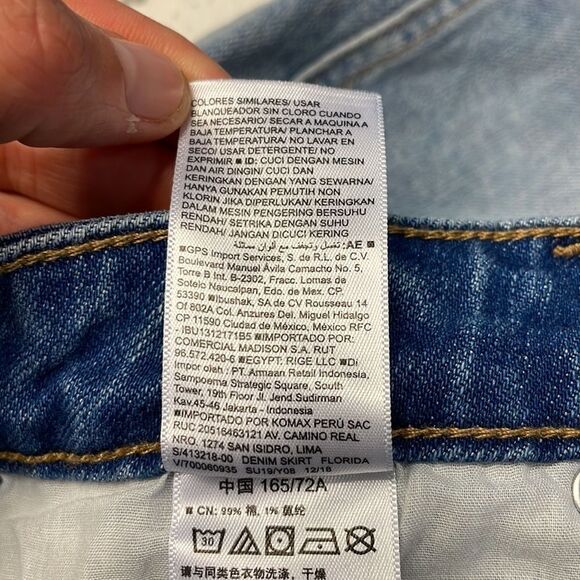 COLORES SIMILARES/ USAR
BLANQUEADOR SIN CLORO CUANDO
SEA NECESARIO/ SECAR A MAQUINA A
BAJA TEMPERATURA/ PLANCHAR A
BAJA TEMPERATURA/ NO LAVAR EN
SECO/ USAR DETERGENTE/ NO
EXPRIMIR ■ ID: CUCI DENGAN MESIN
DAN AIR DINGIN/ CUCI DAN
KERINGKAN DENGAN YANG SEWARNA/
HANYA GUNAKAN PEMUTIH NON
KLORIN JIKA DIPERLUKAN/ KERINGKAN
DALAM MESIN PENGERING BERSUHU
RENDAH/ SETRIKA DENGAN SUHU
RENDAH/ JANGAN DICUCI KERING
■ AE: تغسل وتجفف مع ألوان مماثلة
■GPS Import Services, S. de R.L. de C.V.
Boulevard Manuel Ávila Camacho No. 5,
Torre B Int. B-2302, Fracc. Lomas de
Sotelo Naucalpan, Edo. de Mex. CP.
53390 ■Ibushak, SA de CV Rousseau 14
Of 802A Col. Anzures Del. Miguel Hidalgo
CP 11590 Ciudad de México, México RFC
- IBU1312171B5 ■IMPORTADO POR:
COMERCIAL MADISON S.A. RUT
96.572.420-6 ■EGYPT: RIGE LLC ■Di
Impor oleh : PT. Armaan Retail Indonesia,
Sampoerna Strategic Square, South
Tower, 19th Floor Jl. Jend.Sudirman
Kav.45-46 Jakarta - Indonesia
■IMPORTADO POR KOMAX PERÚ SAC
RUC 20516463121 AV. CAMINO REAL
NRO. 1274 SAN ISIDRO, LIMA
S/413218-00 DENIM SKIRT FLORIDA
V/700060935 SU19/Y08 12/18
中国 165/72A
■ CN: 99% 棉, 1% 氨纶
30
请与同类色衣物洗涤、干燥